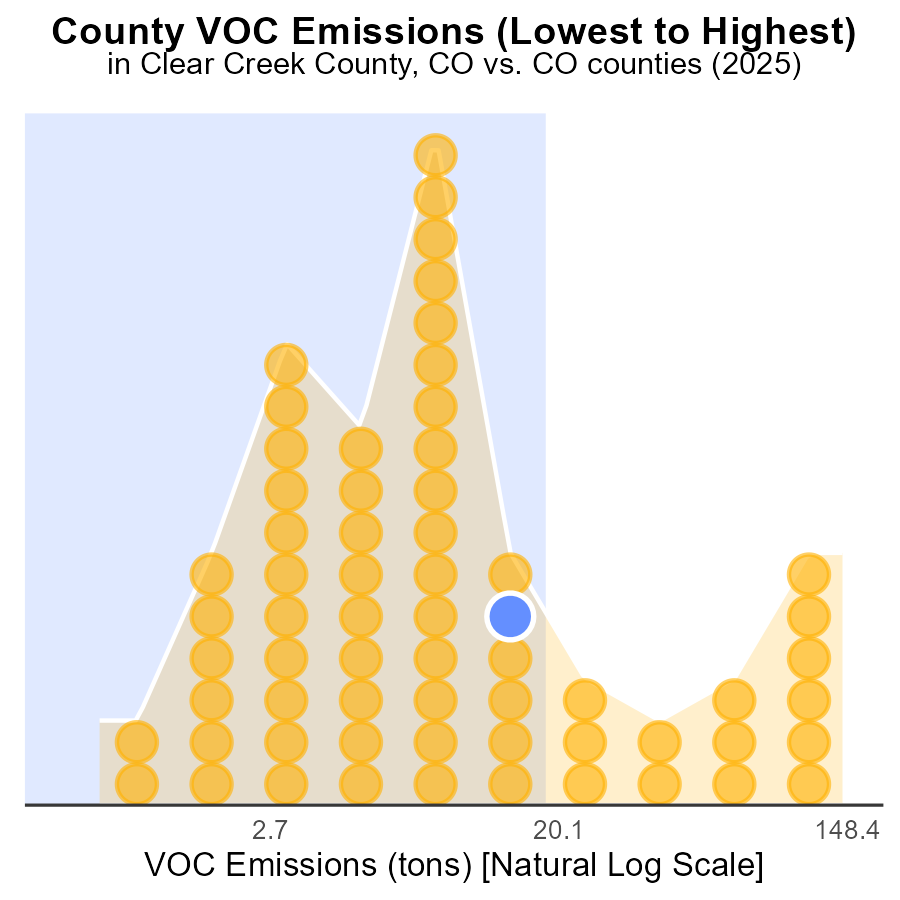 County VOC Emissions (Lowest to Highest)
in Clear Creek County, CO vs. CO counties (2025)
2.7 20.1 148.4
VOC Emissions (tons) [Natural Log Scale]